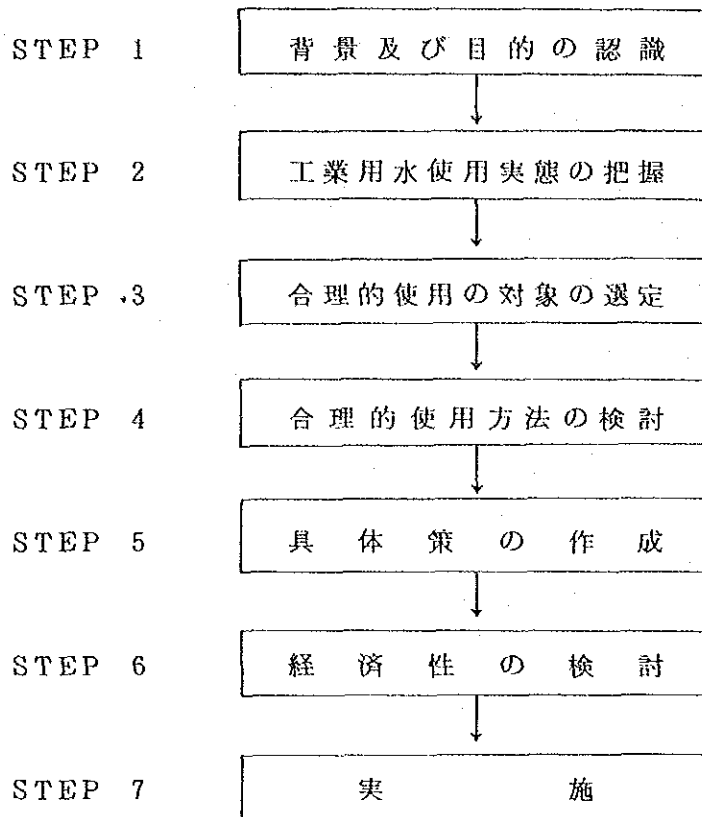 STEP 1 背景及び目的の認識
STEP 2 工業用水使用実態の把握
STEP 3 合理的使用の対象の選定
STEP 4 合理的使用方法の検討
STEP 5 具体策の作成
STEP 6 経済性の検討
STEP 7 実施